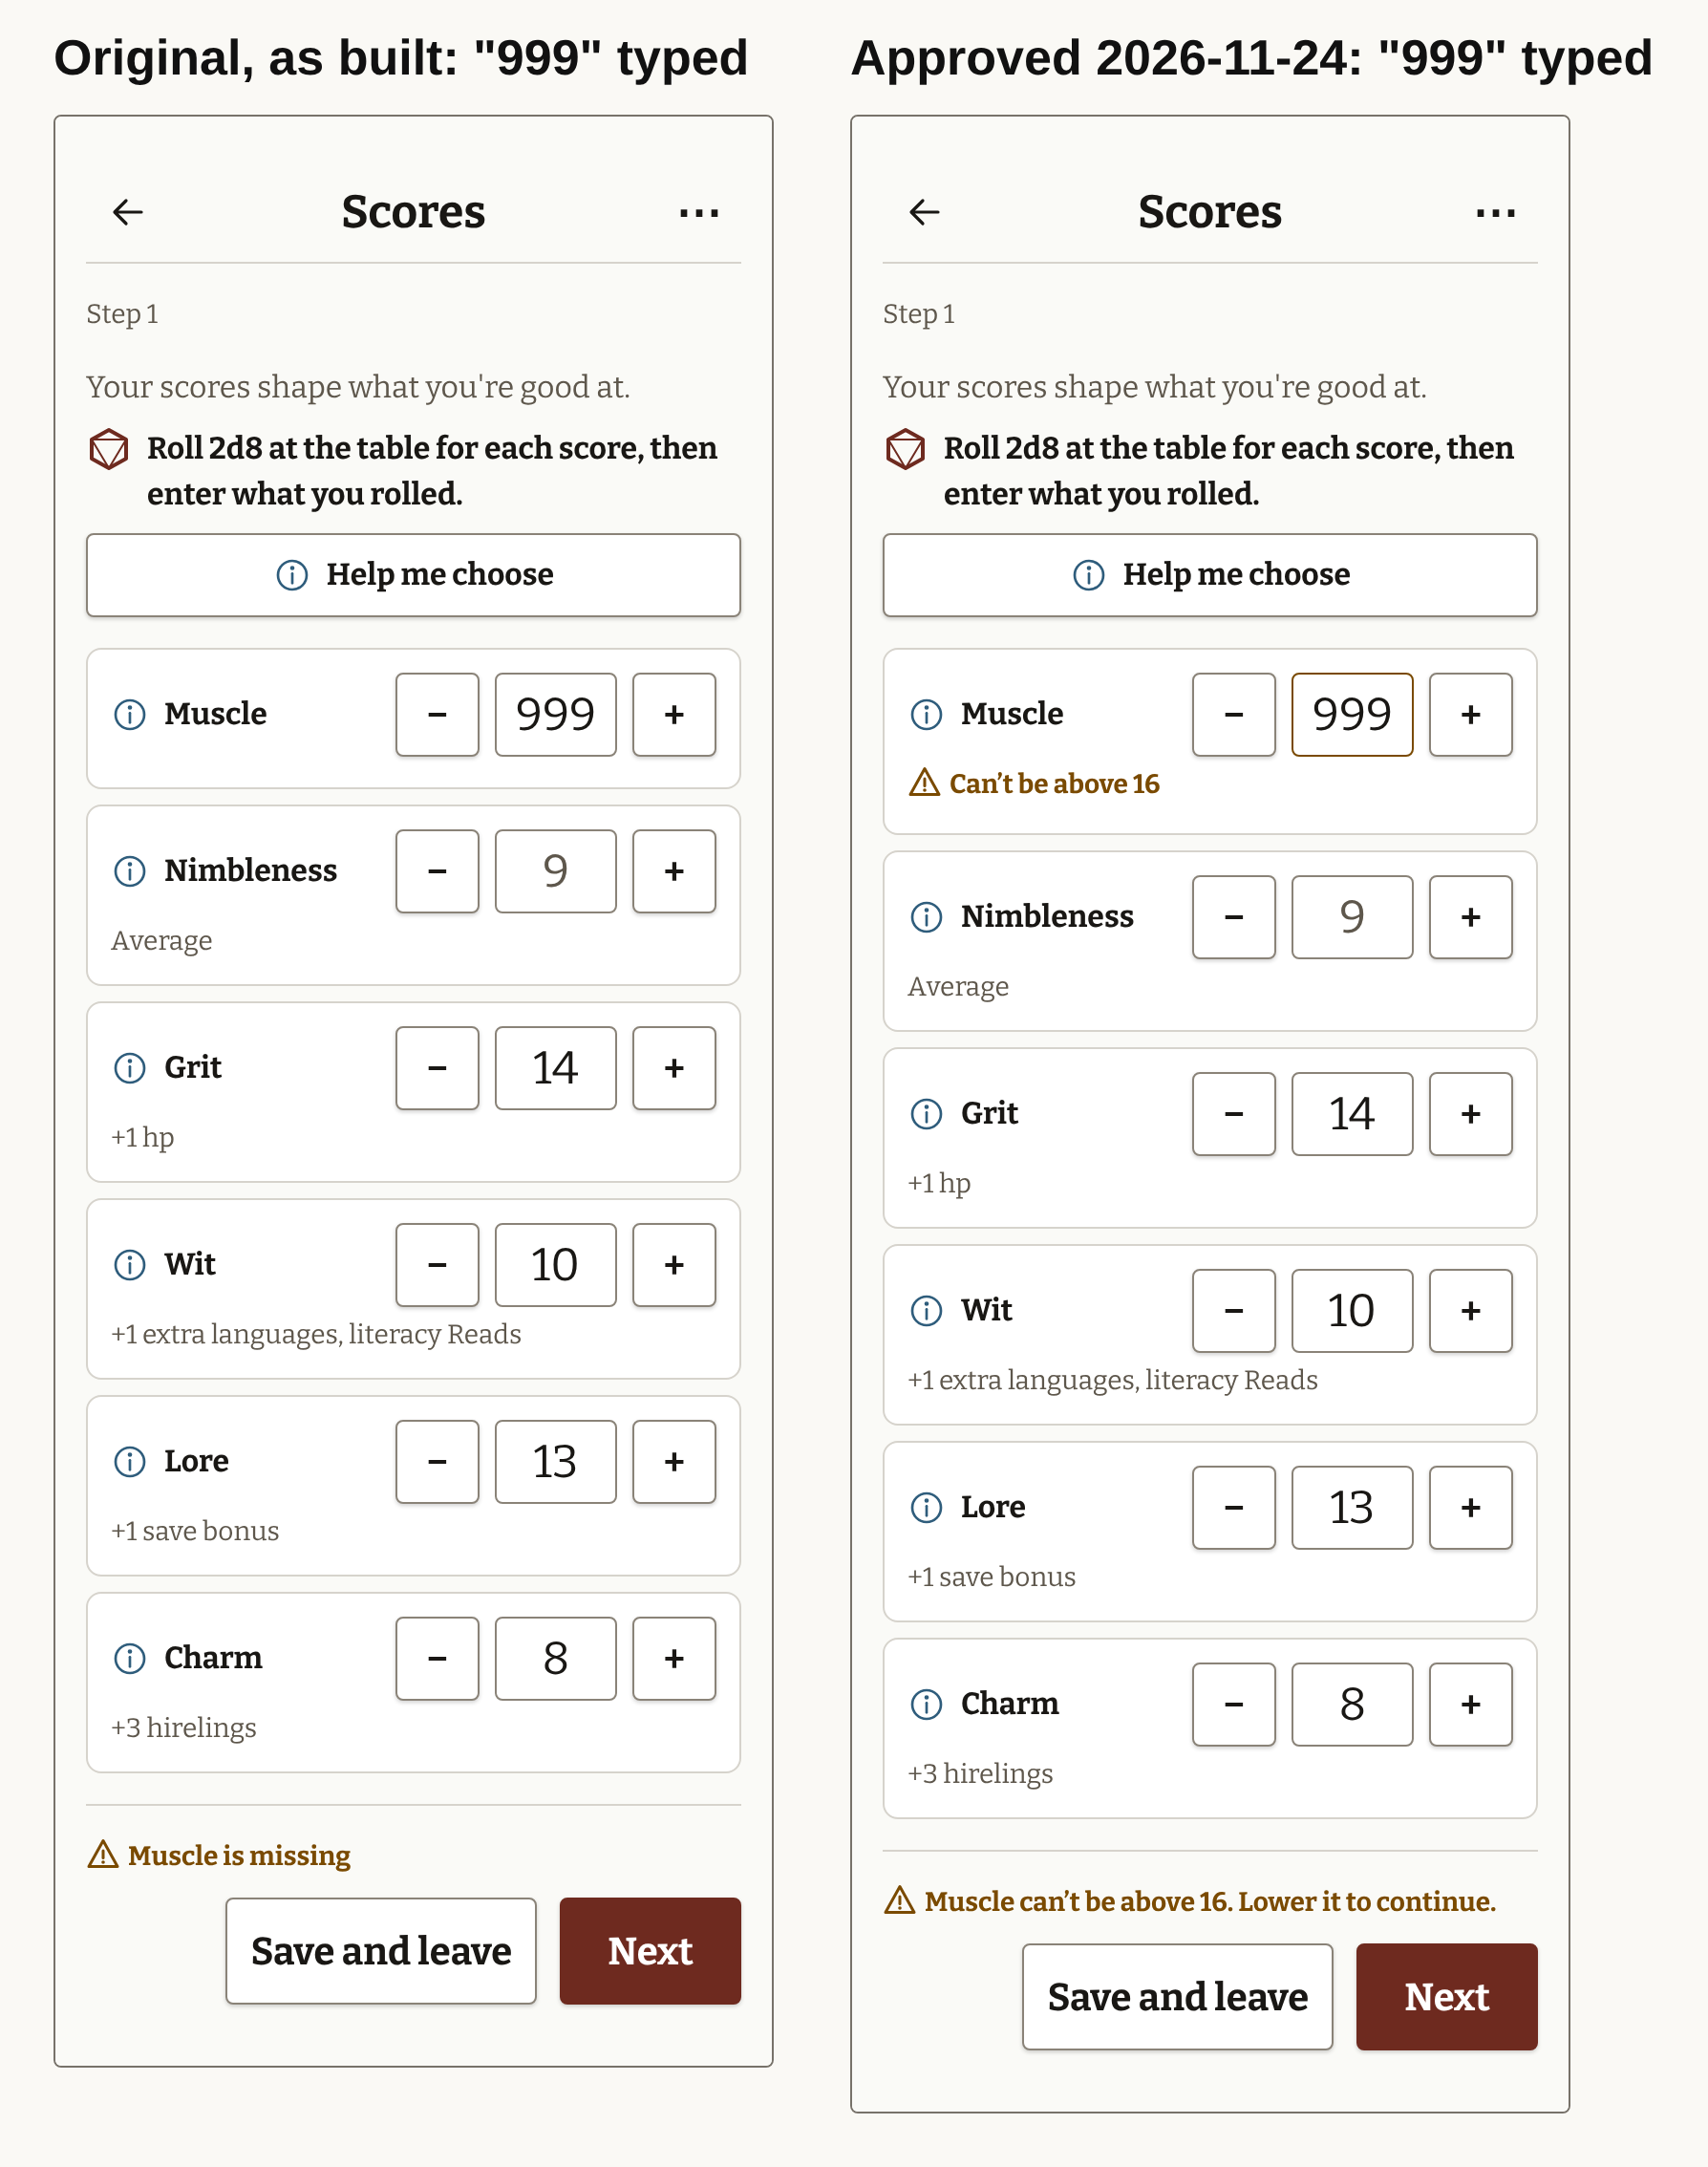 Original, as built: "999" typed
Scores
...
Step 1
Your scores shape what you're good at.
Roll 2d8 at the table for each score, then
enter what you rolled.
Help me choose
Muscle − 999 +
Nimbleness − 9 +
Average
Grit − 14 +
+1 hp
Wit − 10 +
+1 extra languages, literacy Reads
Lore − 13 +
+1 save bonus
Charm − 8 +
+3 hirelings
Muscle is missing
Save and leave Next
Approved 2026-11-24: "999" typed
Scores
...
Step 1
Your scores shape what you're good at.
Roll 2d8 at the table for each score, then
enter what you rolled.
Help me choose
Muscle − 999 +
Can’t be above 16
Nimbleness − 9 +
Average
Grit − 14 +
+1 hp
Wit − 10 +
+1 extra languages, literacy Reads
Lore − 13 +
+1 save bonus
Charm − 8 +
+3 hirelings
Muscle can’t be above 16. Lower it to continue.
Save and leave Next